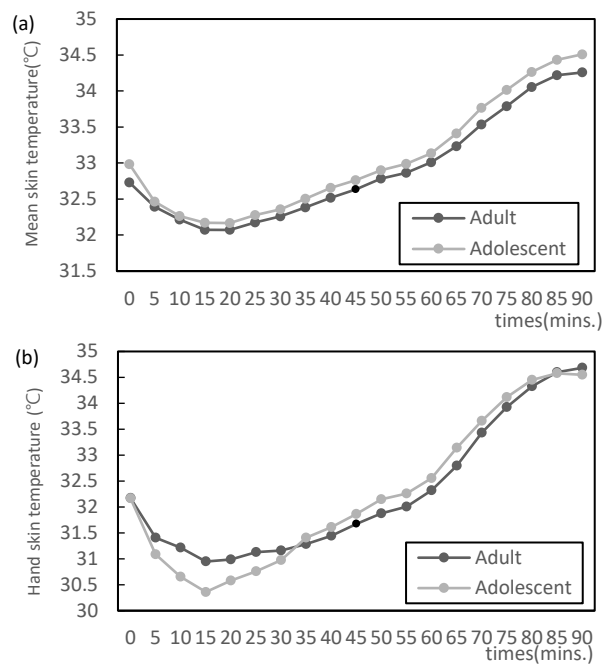 (a)
Mean skin temperature(℃)
35
34.5
34
33.5
33
32.5
32
31.5
Adult
Adolescent
0 5 10 15 20 25 30 35 40 45 50 55 60 65 70 75 80 85 90
times(mins.)
(b)
Hand skin temperature (℃)
35
34.5
34
33.5
33
32.5
32
31.5
31
30.5
30
Adult
Adolescent
0 5 10 15 20 25 30 35 40 45 50 55 60 65 70 75 80 85 90
times(mins.)